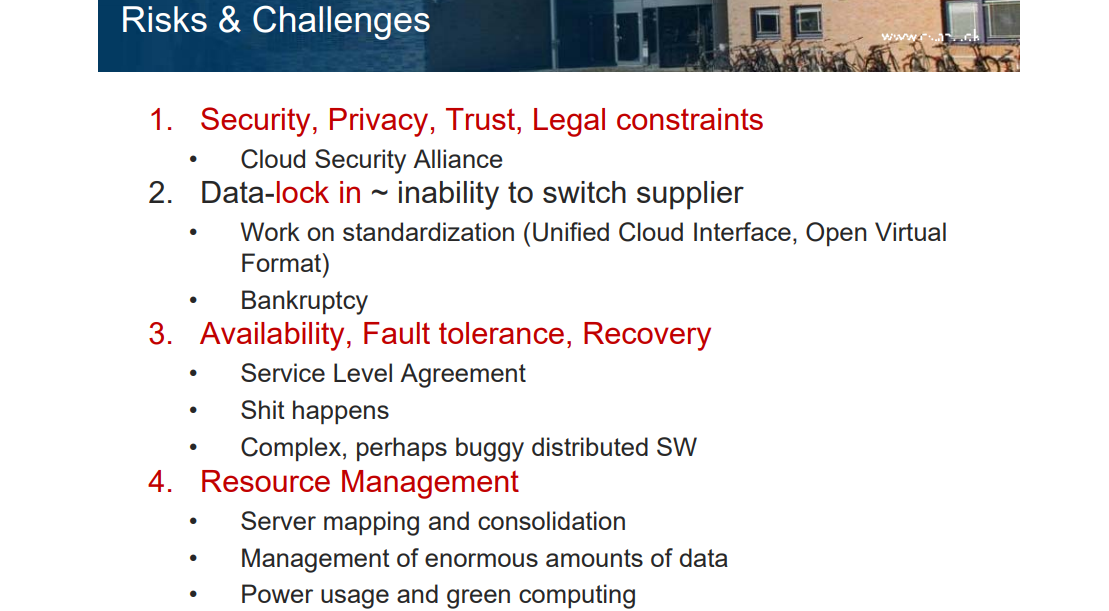 Risks & Challenges
1. Security, Privacy, Trust, Legal constraints
• Cloud Security Alliance
2. Data-lock in ~ inability to switch supplier
• Work on standardization (Unified Cloud Interface, Open Virtual
Format)
• Bankruptcy
3. Availability, Fault tolerance, Recovery
• Service Level Agreement
• Shit happens
• Complex, perhaps buggy distributed SW
4. Resource Management
• Server mapping and consolidation
• Management of enormous amounts of data
• Power usage and green computing